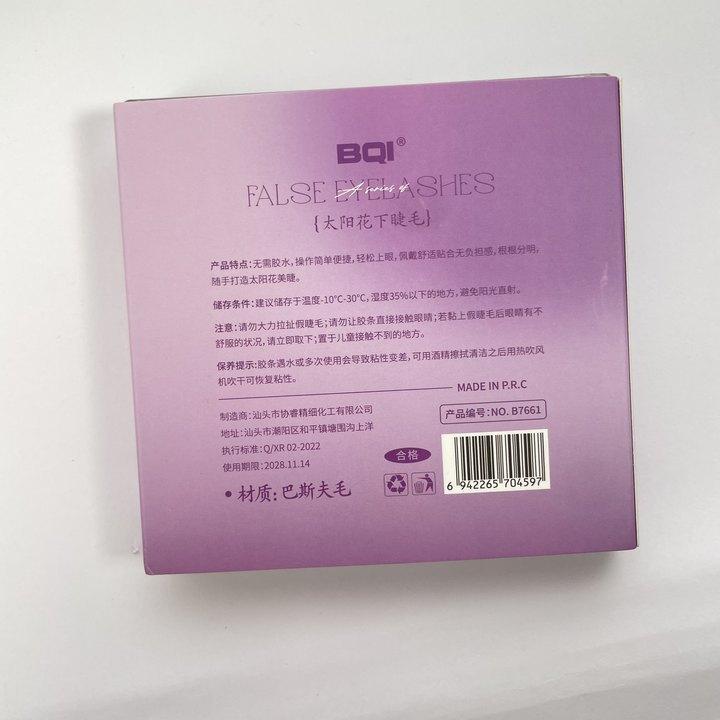 BQI®
FALSE EYELASHES
A series of
{太阳花下睫毛}
产品特点：无需胶水，操作简单便捷，轻松上眼，佩戴舒适贴合无负担感，根根分明，
随手打造太阳花美睫。
储存条件：建议储存于温度-10℃-30℃，湿度35%以下的地方，避免阳光直射。
注意：请勿大力拉扯假睫毛；请勿让胶条直接接触眼睛；若黏上假睫毛后眼睛有不
舒服的状况，请立即取下；置于儿童接触不到的地方。
保养提示：胶条遇水或多次使用会导致粘性变差，可用酒精擦拭清洁之后用热吹风
机吹干可恢复粘性。
MADE IN P.R.C
制造商：汕头市协睿精细化工有限公司
产品编号：NO. B7661
地址：汕头市潮阳区和平镇塘围沟上洋
执行标准：Q/XR 02-2022
合格
使用期限：2028.11.14
• 材质：巴斯夫毛
6 942265 704597